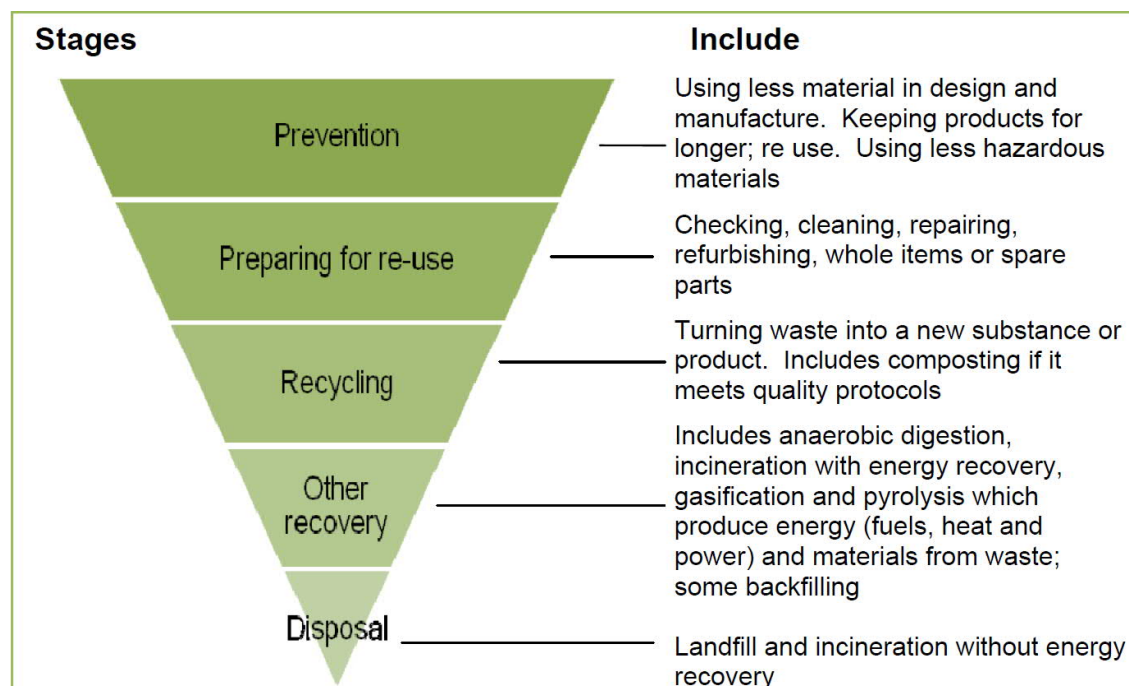 Stages
Include
Prevention
Using less material in design and
manufacture.  Keeping products for
longer; re use.  Using less hazardous
materials
Preparing for re-use
Checking, cleaning, repairing,
refurbishing, whole items or spare
parts
Recycling
Turning waste into a new substance or
product.  Includes composting if it
meets quality protocols
Other
recovery
Includes anaerobic digestion,
incineration with energy recovery,
gasification and pyrolysis which
produce energy (fuels, heat and
power) and materials from waste;
some backfilling
Disposal
Landfill and incineration without energy
recovery